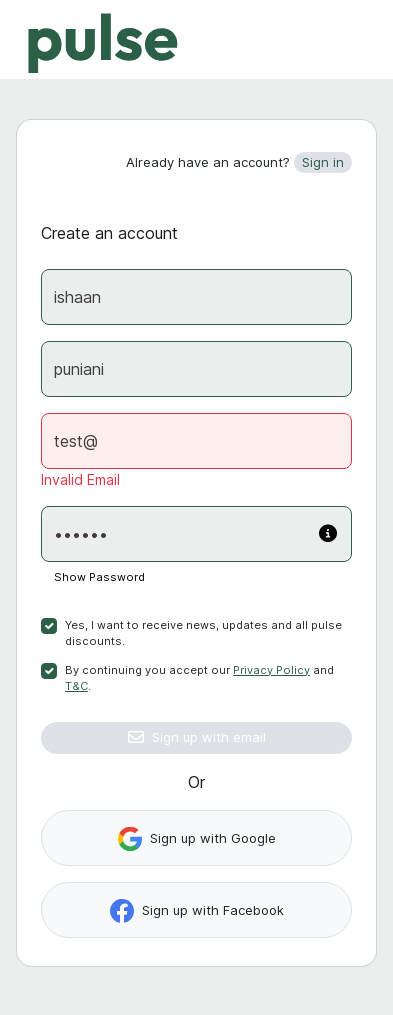 pulse
Already have an account? Sign in
Create an account
ishaan
puniani
test@
Invalid Email
••••••
Show Password
Yes, I want to receive news, updates and all pulse
discounts.
By continuing you accept our Privacy Policy and
T&C.
Sign up with email
Or
Sign up with Google
Sign up with Facebook